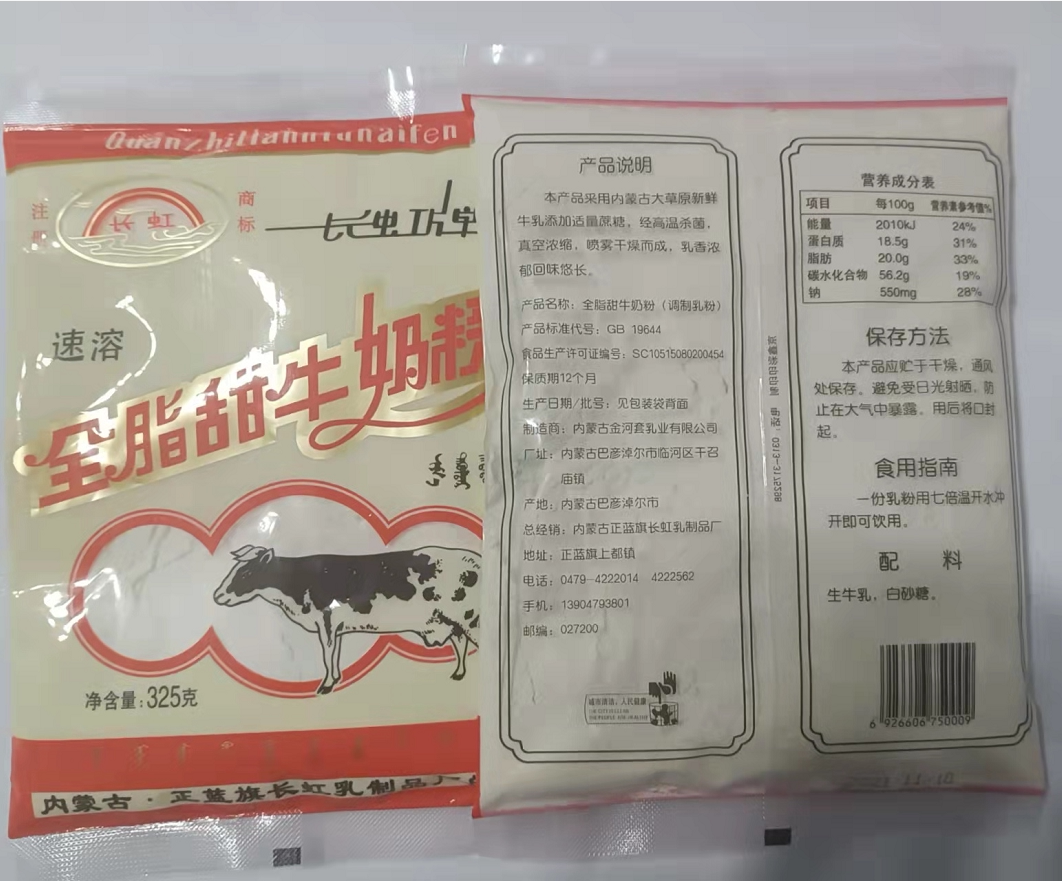 Quanzhitianniunaifen
注册
商标
长虹
速溶
全脂甜牛奶粉
净含量:325克
内蒙古·正蓝旗长虹乳制品厂
产品说明
本产品采用内蒙古大草原新鲜
牛乳添加适量蔗糖，经高温杀菌，
真空浓缩，喷雾干燥而成，乳香浓
郁回味悠长。
产品名称：全脂甜牛奶粉（调制乳粉）
产品标准代号：GB 19644
食品生产许可证编号：SC10515080200454
保质期12个月
生产日期/批号：见包装袋背面
制造商：内蒙古金河套乳业有限公司
厂址：内蒙古巴彦淖尔市临河区干召
庙镇
产地：内蒙古巴彦淖尔市
总经销：内蒙古正蓝旗长虹乳制品厂
地址：正蓝旗上都镇
电话：0479-4222014 4222562
手机：13904793801
邮编：027200
城市清洁，人民健康
营养成分表
项目 每100g 营养素参考值%
能量 2010kJ 24%
蛋白质 18.5g 31%
脂肪 20.0g 33%
碳水化合物 56.2g 19%
钠 550mg 28%
保存方法
本产品应贮于干燥，通风
处保存。避免受日光射晒，防
止在大气中暴露。用后将口封
起。
食用指南
一份乳粉用七倍温开水冲
开即可饮用。
配 料
生牛乳，白砂糖。
6 926606 750009